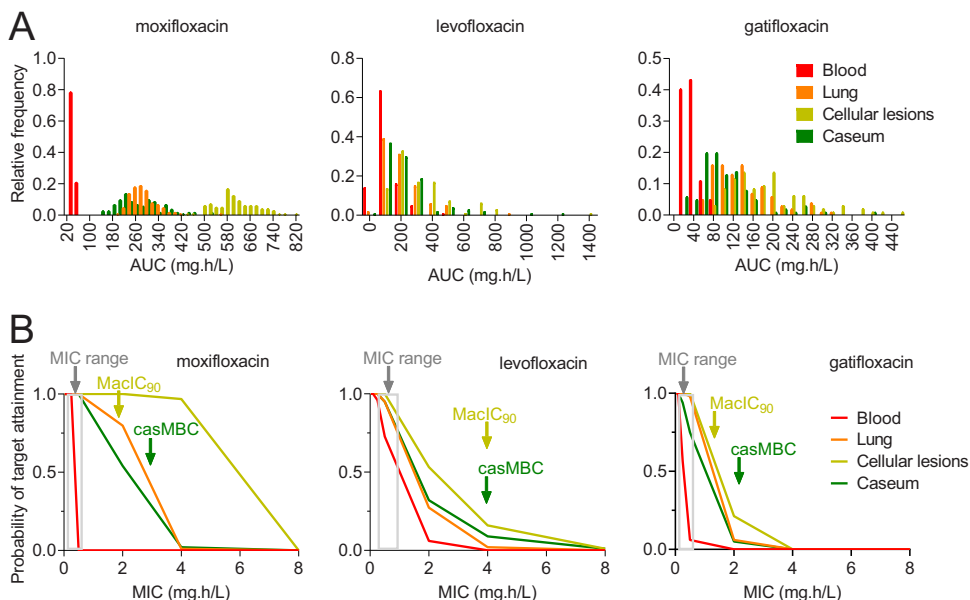 A
moxifloxacin
levofloxacin
gatifloxacin
Relative frequency
1.0
0.8
0.6
0.4
0.2
0.0
20
100
180
260
340
420
500
580
660
740
820
AUC (mg.h/L)
0.8
0.6
0.4
0.2
0.0
0
200
400
600
800
1000
1200
1400
AUC (mg.h/L)
0.5
0.4
0.3
0.2
0.1
0.0
0
40
80
120
160
200
240
280
320
360
400
440
AUC (mg.h/L)
Blood
Lung
Cellular lesions
Caseum
B
Probability of target attainment
MIC range
moxifloxacin
MacIC90
casMBC
1.0
0.5
0.0
0
2
4
6
8
MIC (mg.h/L)
MIC range
levofloxacin
MacIC90
casMBC
1.0
0.5
0.0
0
2
4
6
8
MIC (mg.h/L)
MIC range
gatifloxacin
MacIC90
casMBC
1.0
0.5
0.0
0
2
4
6
8
MIC (mg.h/L)
Blood
Lung
Cellular lesions
Caseum